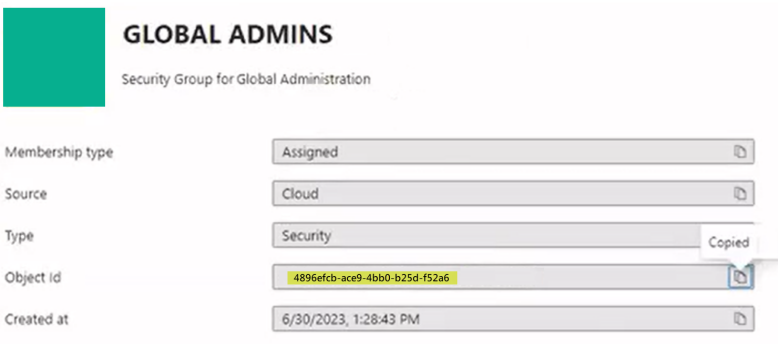 GLOBAL ADMINS
Security Group for Global Administration
Membership type Assigned
Source Cloud
Type Security
Copied
Object Id 4896efcb-ace9-4bb0-b25d-f52a6
Created at 6/30/2023, 1:28:43 PM